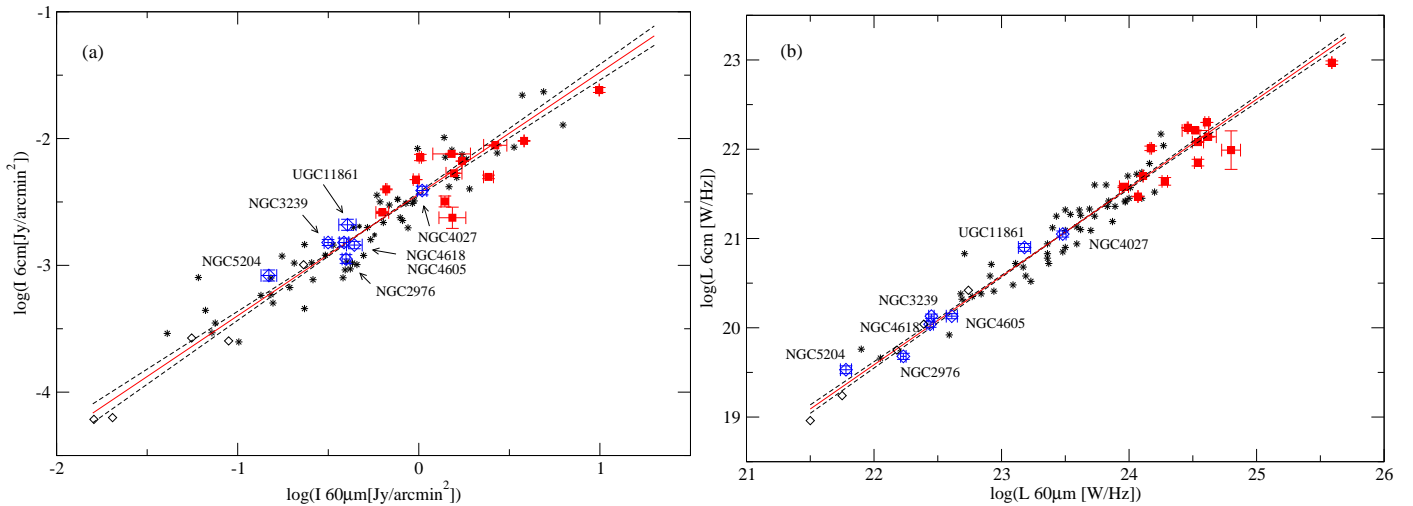 (a)
-1
-2
-3
-4
log(I 6cm[Jy/arcmin²])
UGC11861
NGC3239
NGC5204
NGC4027
NGC4618
NGC4605
NGC2976
-2
-1
0
1
log(I 60μm[Jy/arcmin²])
(b)
23
22
21
20
19
log(L 6cm [W/Hz])
UGC11861
NGC4027
NGC3239
NGC4618
NGC4605
NGC5204
NGC2976
21
22
23
24
25
26
log(L 60μm [W/Hz])